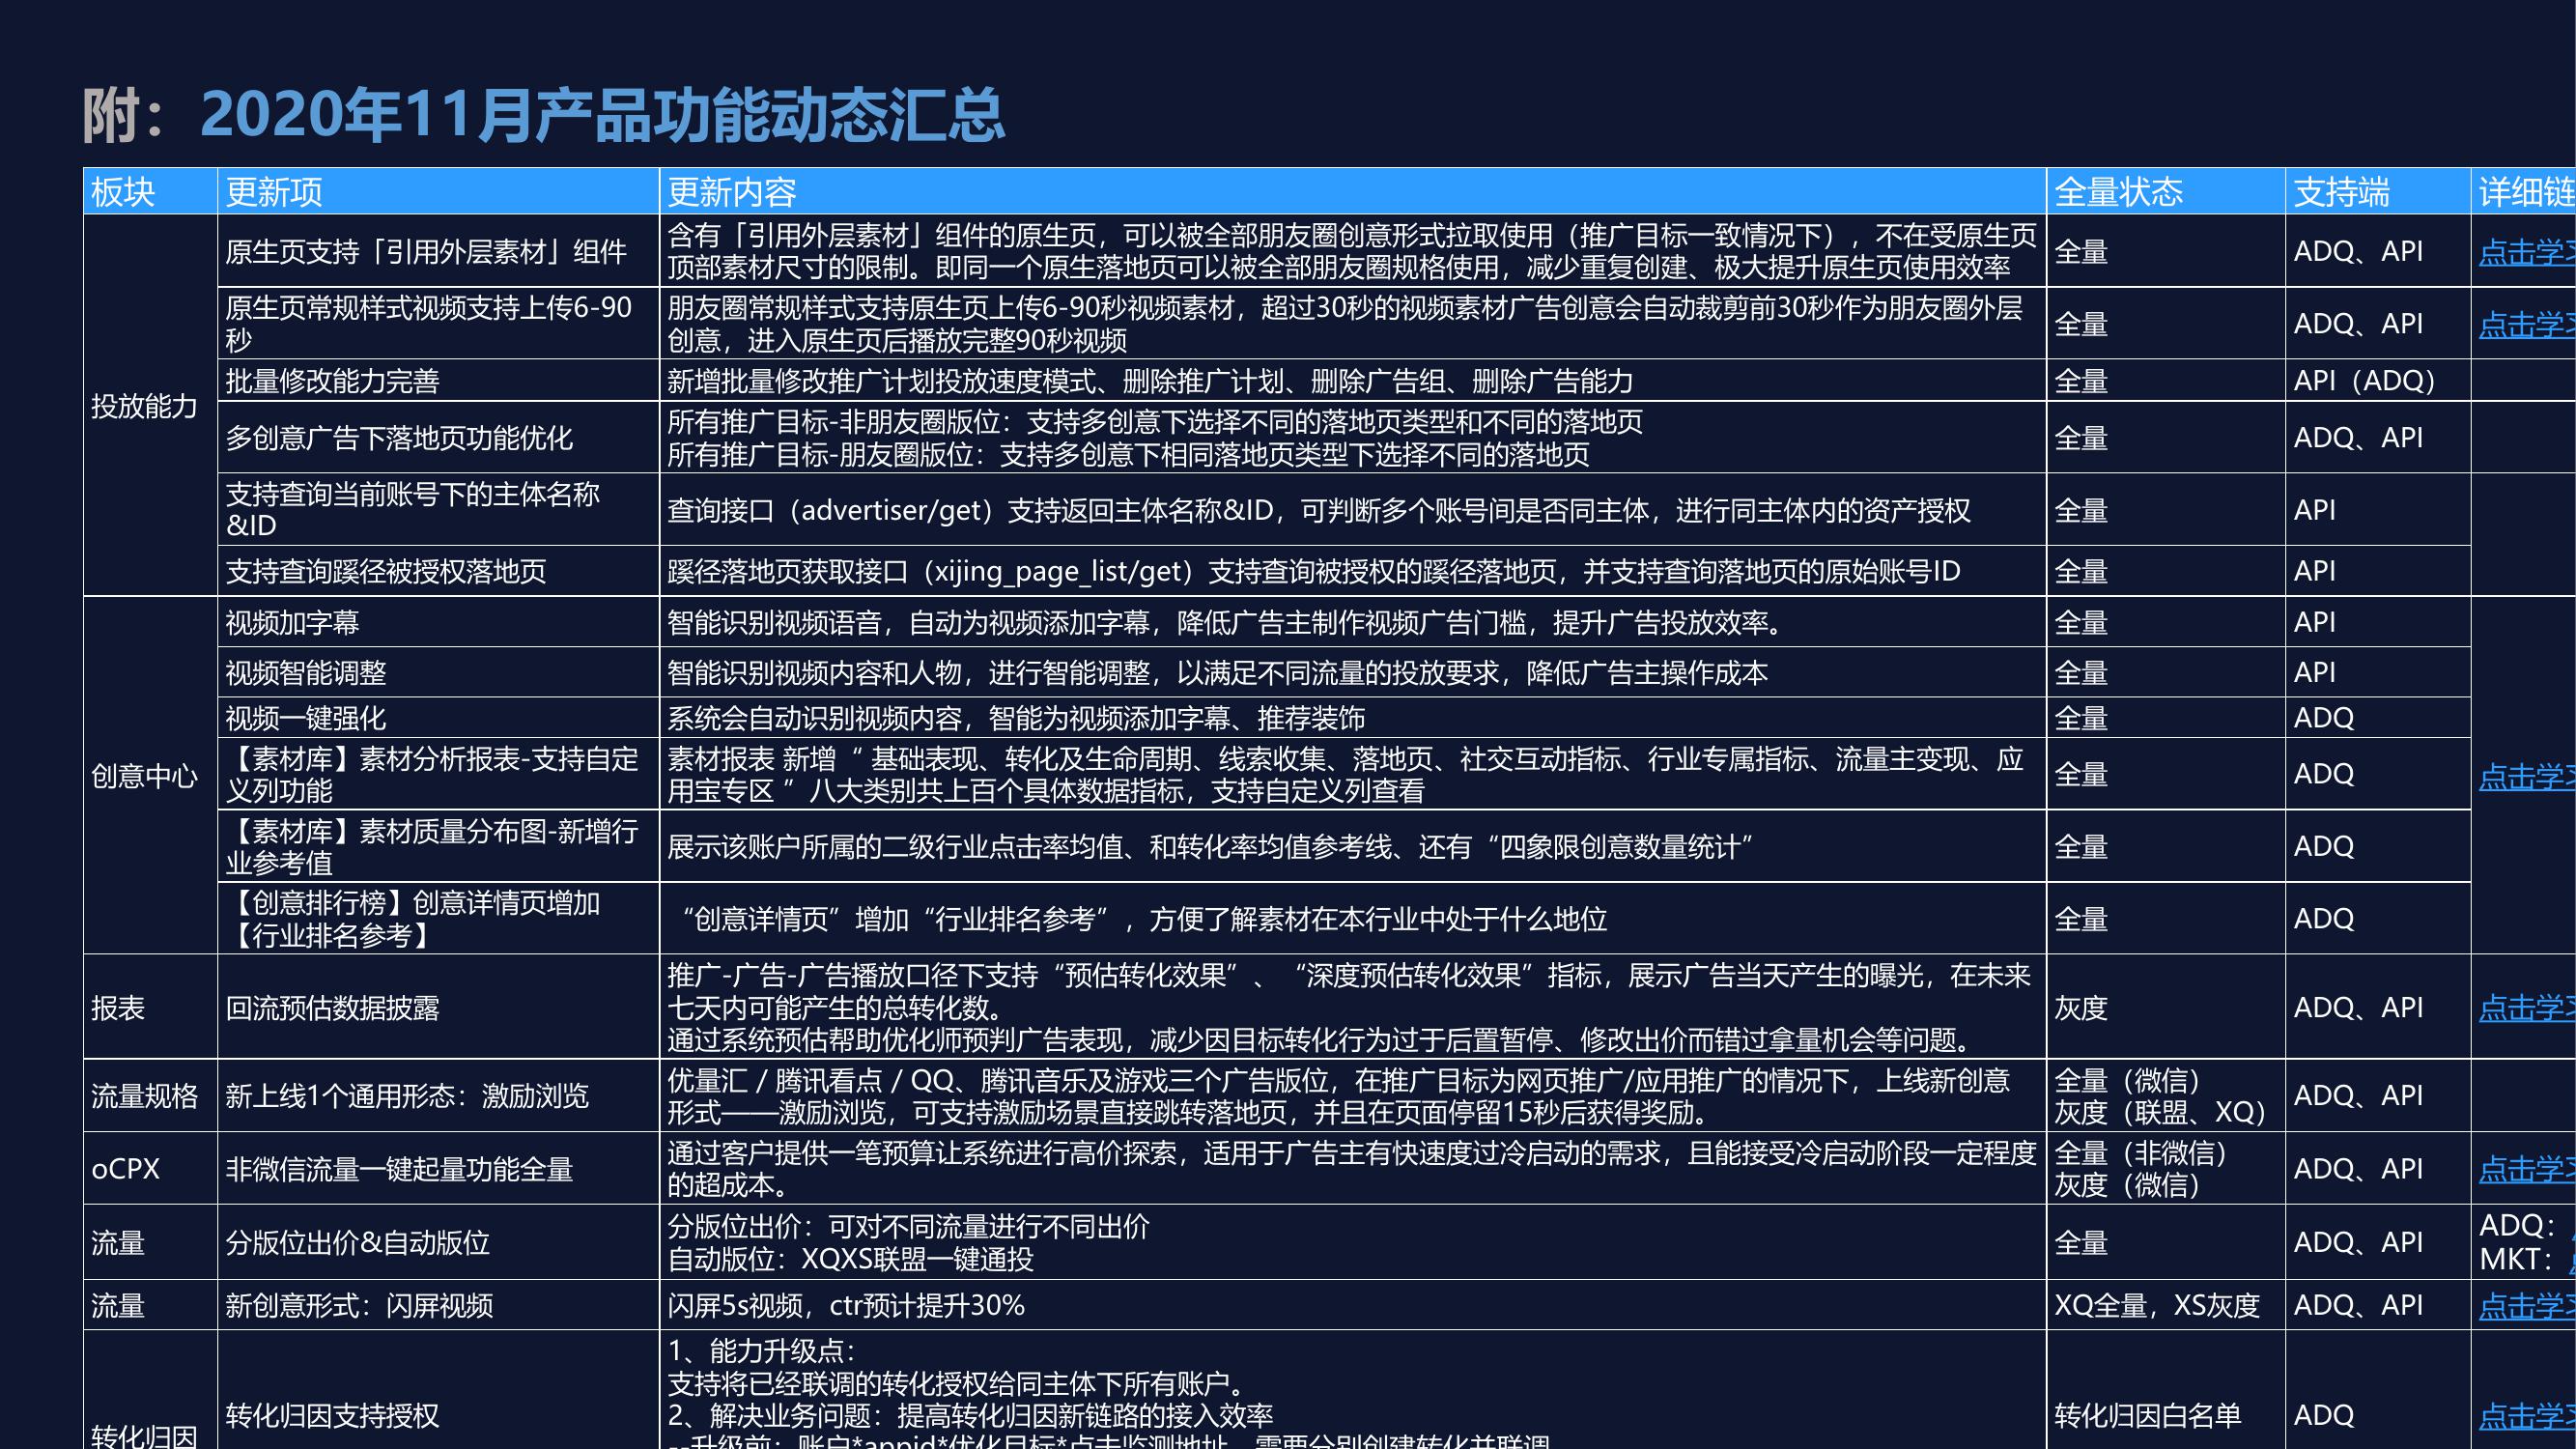 附：2020年11月产品功能动态汇总
板块 更新项 更新内容 全量状态 支持端 详细链
投放能力
原生页支持「引用外层素材」组件
含有「引用外层素材」组件的原生页，可以被全部朋友圈创意形式拉取使用（推广目标一致情况下），不在受原生页
顶部素材尺寸的限制。即同一个原生落地页可以被全部朋友圈规格使用，减少重复创建、极大提升原生页使用效率
全量 ADQ、API 点击学习
原生页常规样式视频支持上传6-90
秒
朋友圈常规样式支持原生页上传6-90秒视频素材，超过30秒的视频素材广告创意会自动裁剪前30秒作为朋友圈外层
创意，进入原生页后播放完整90秒视频
全量 ADQ、API 点击学习
批量修改能力完善 新增批量修改推广计划投放速度模式、删除推广计划、删除广告组、删除广告能力 全量 API（ADQ）
多创意广告下落地页功能优化
所有推广目标-非朋友圈版位：支持多创意下选择不同的落地页类型和不同的落地页
所有推广目标-朋友圈版位：支持多创意下相同落地页类型下选择不同的落地页
全量 ADQ、API
支持查询当前账号下的主体名称
&ID
查询接口（advertiser/get）支持返回主体名称&ID，可判断多个账号间是否同主体，进行同主体内的资产授权 全量 API
支持查询蹊径被授权落地页 蹊径落地页获取接口（xijing_page_list/get）支持查询被授权的蹊径落地页，并支持查询落地页的原始账号ID 全量 API
创意中心
视频加字幕 智能识别视频语音，自动为视频添加字幕，降低广告主制作视频广告门槛，提升广告投放效率。 全量 API
视频智能调整 智能识别视频内容和人物，进行智能调整，以满足不同流量的投放要求，降低广告主操作成本 全量 API
视频一键强化 系统会自动识别视频内容，智能为视频添加字幕、推荐装饰 全量 ADQ
【素材库】素材分析报表-支持自定
义列功能
素材报表 新增“ 基础表现、转化及生命周期、线索收集、落地页、社交互动指标、行业专属指标、流量主变现、应
用宝专区 ”八大类别共上百个具体数据指标，支持自定义列查看
全量 ADQ 点击学习
【素材库】素材质量分布图-新增行
业参考值
展示该账户所属的二级行业点击率均值、和转化率均值参考线、还有“四象限创意数量统计” 全量 ADQ
【创意排行榜】创意详情页增加
【行业排名参考】
“创意详情页”增加“行业排名参考”，方便了解素材在本行业中处于什么地位 全量 ADQ
报表 回流预估数据披露
推广-广告-广告播放口径下支持“预估转化效果”、“深度预估转化效果”指标，展示广告当天产生的曝光，在未来
七天内可能产生的总转化数。
通过系统预估帮助优化师预判广告表现，减少因目标转化行为过于后置暂停、修改出价而错过拿量机会等问题。
灰度 ADQ、API 点击学习
流量规格 新上线1个通用形态：激励浏览
优量汇 / 腾讯看点 / QQ、腾讯音乐及游戏三个广告版位，在推广目标为网页推广/应用推广的情况下，上线新创意
形式——激励浏览，可支持激励场景直接跳转落地页，并且在页面停留15秒后获得奖励。
全量（微信）
灰度（联盟、XQ）
ADQ、API
oCPX 非微信流量一键起量功能全量
通过客户提供一笔预算让系统进行高价探索，适用于广告主有快速度过冷启动的需求，且能接受冷启动阶段一定程度
的超成本。
全量（非微信）
灰度（微信）
ADQ、API 点击学习
流量 分版位出价&自动版位
分版位出价：可对不同流量进行不同出价
自动版位：XQXS联盟一键通投
全量 ADQ、API
ADQ：
MKT：
流量 新创意形式：闪屏视频 闪屏5s视频，ctr预计提升30% XQ全量，XS灰度 ADQ、API 点击学习
转化归因
转化归因支持授权
1、能力升级点：
支持将已经联调的转化授权给同主体下所有账户。
2、解决业务问题：提高转化归因新链路的接入效率
--升级前：账户*appid*优化目标*点击监测地址，需要分别创建转化并联调
转化归因白名单 ADQ 点击学习